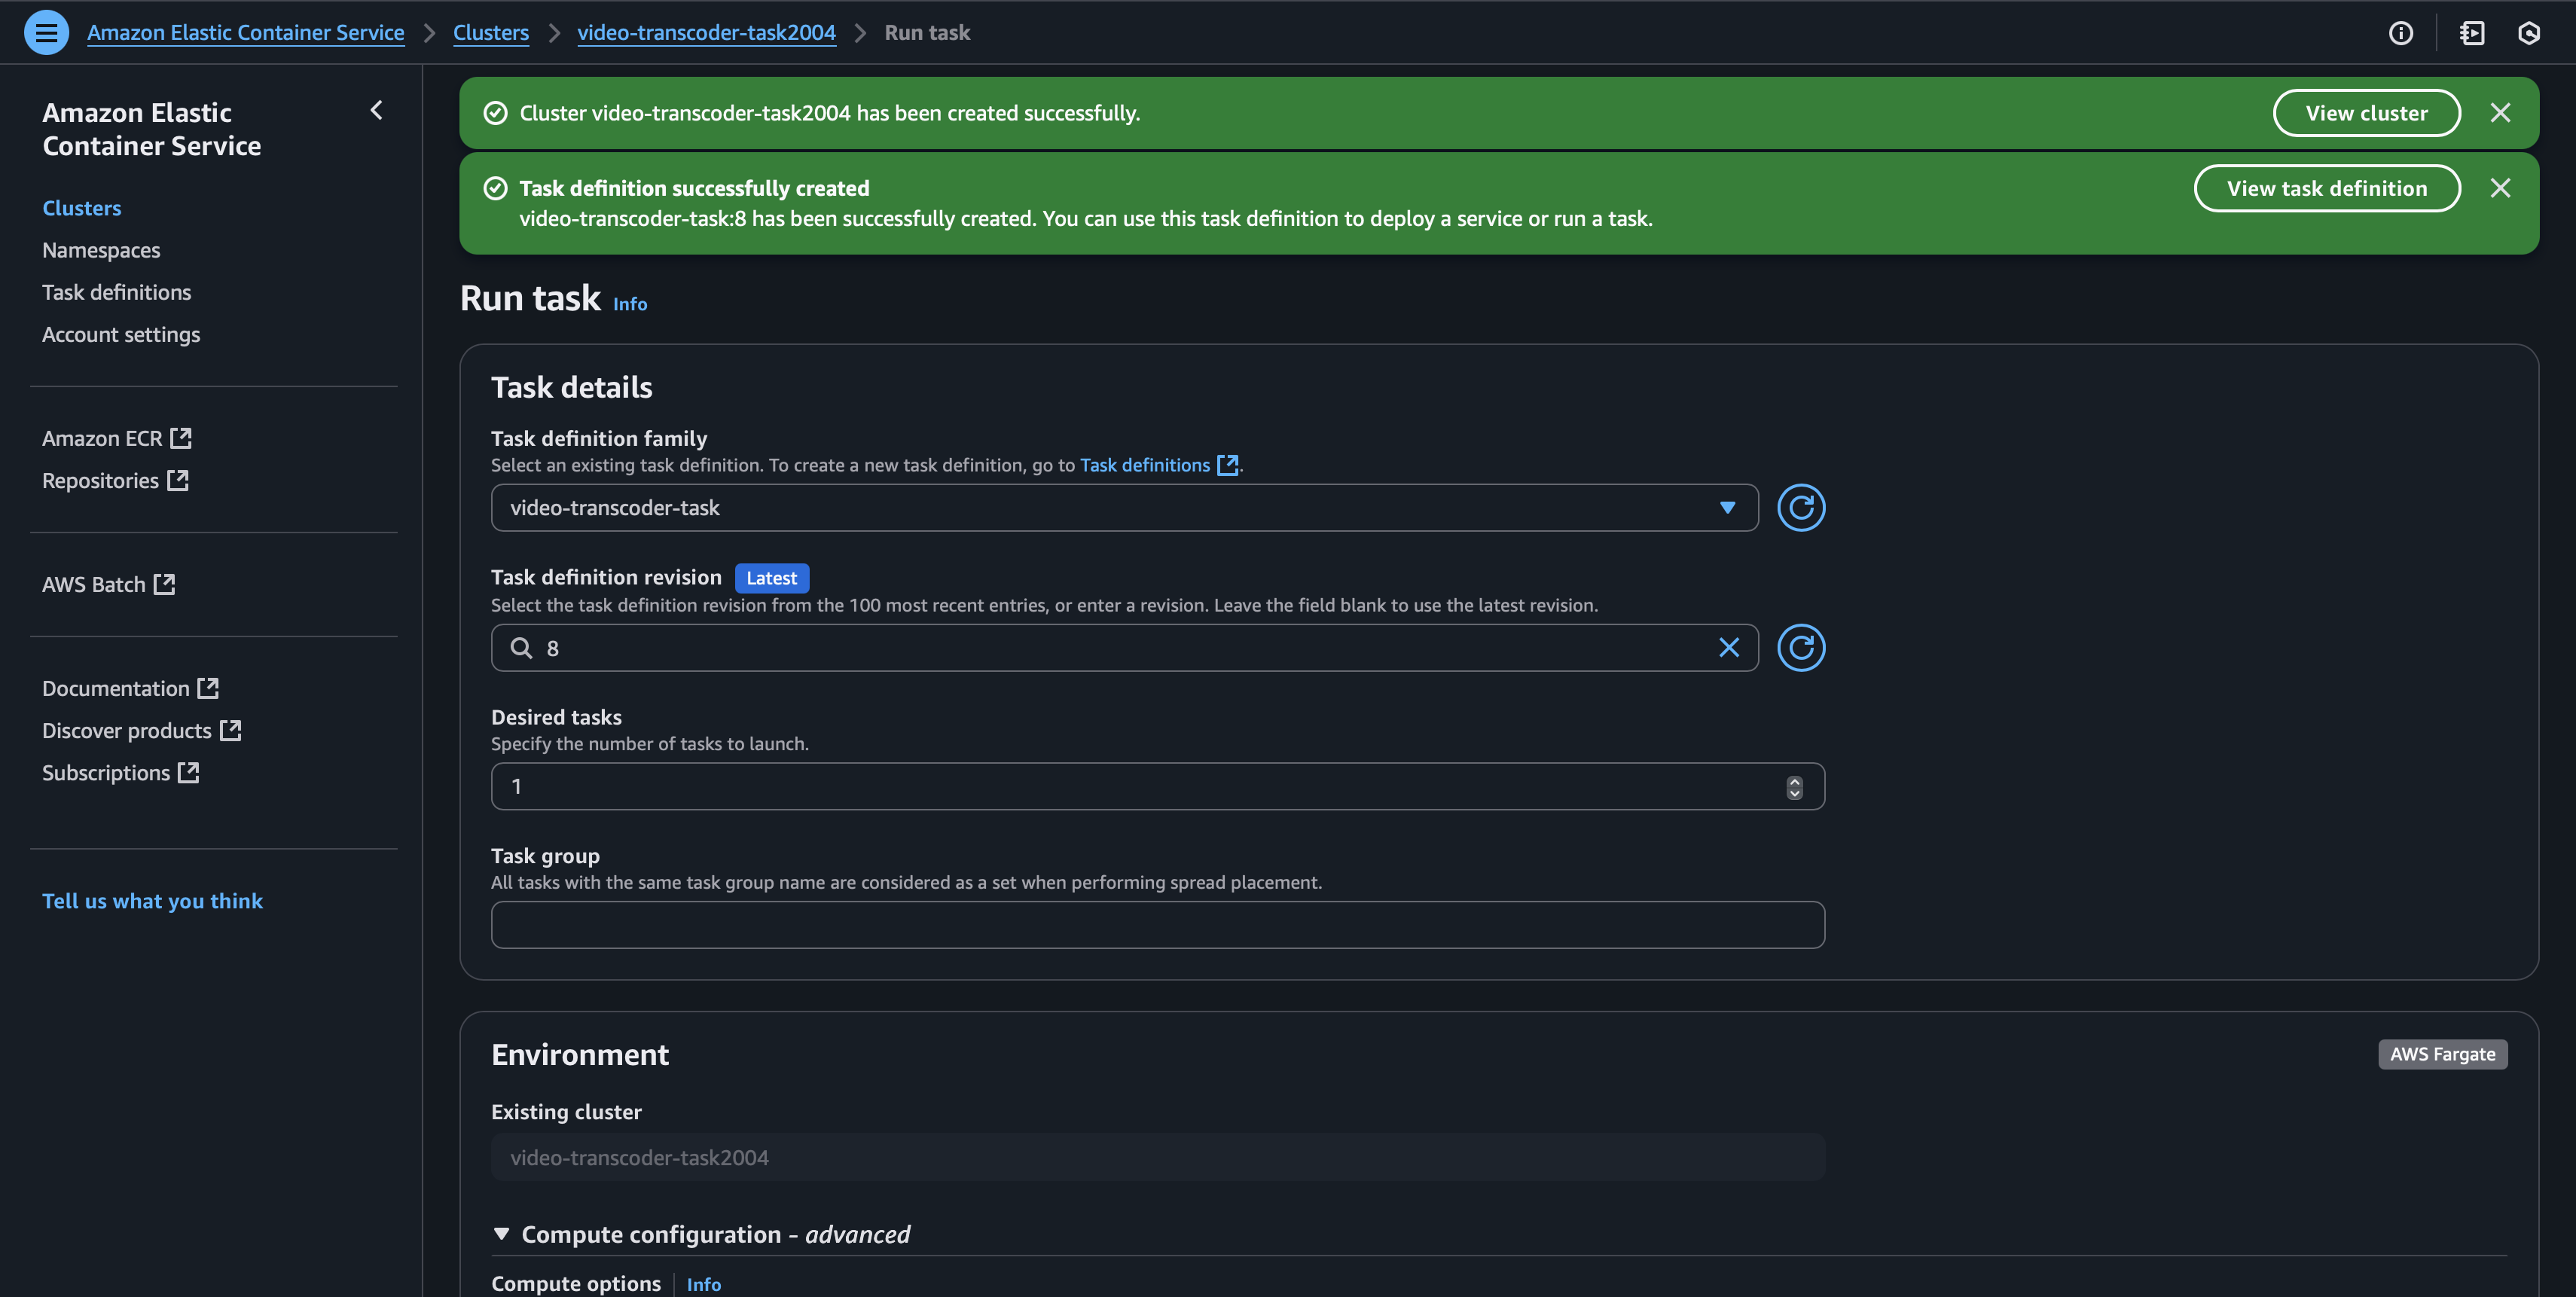 Amazon Elastic Container Service > Clusters > video-transcoder-task2004 > Run task
Amazon Elastic
Container Service
Clusters
Namespaces
Task definitions
Account settings
Amazon ECR
Repositories
AWS Batch
Documentation
Discover products
Subscriptions
Tell us what you think
Cluster video-transcoder-task2004 has been created successfully.
View cluster
Task definition successfully created
video-transcoder-task:8 has been successfully created. You can use this task definition to deploy a service or run a task.
View task definition
Run task Info
Task details
Task definition family
Select an existing task definition. To create a new task definition, go to Task definitions.
video-transcoder-task
Task definition revision Latest
Select the task definition revision from the 100 most recent entries, or enter a revision. Leave the field blank to use the latest revision.
8
Desired tasks
Specify the number of tasks to launch.
1
Task group
All tasks with the same task group name are considered as a set when performing spread placement.
Environment AWS Fargate
Existing cluster
video-transcoder-task2004
Compute configuration - advanced
Compute options Info